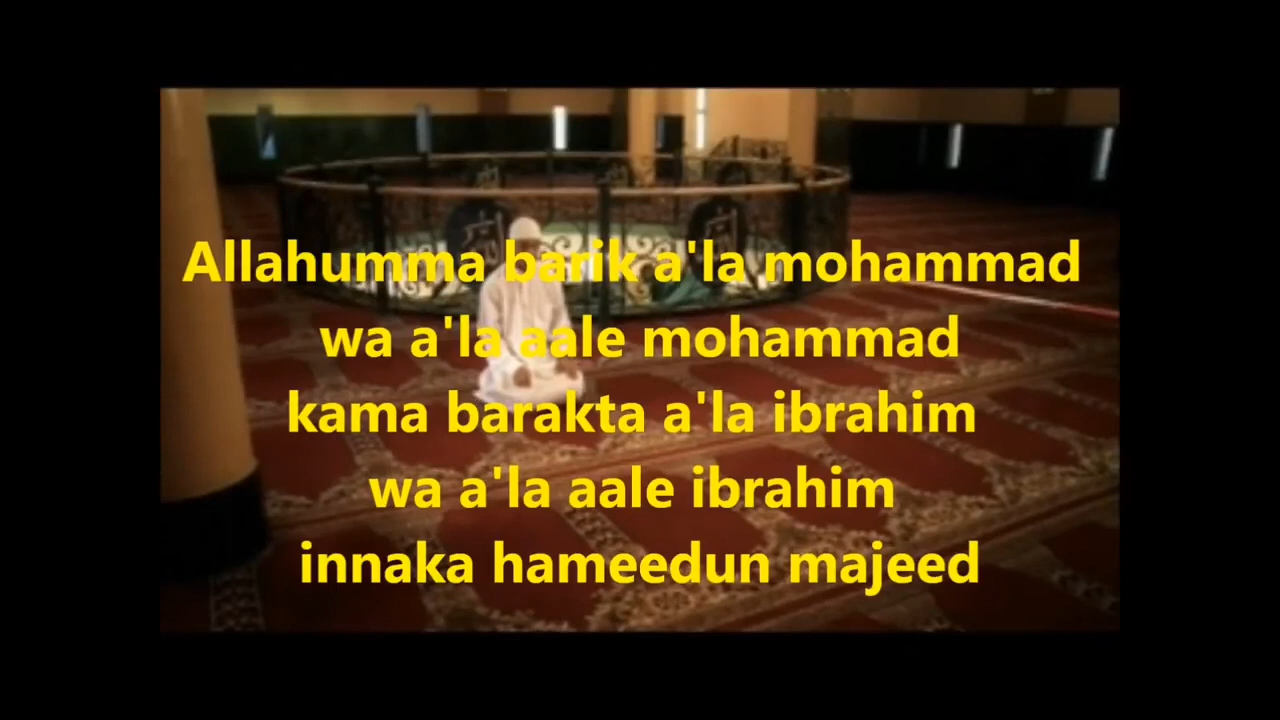 Allahumma barik a'la mohammad
wa a'la aale mohammad
kama barakta a'la ibrahim
wa a'la aale ibrahim
innaka hameedun majeed